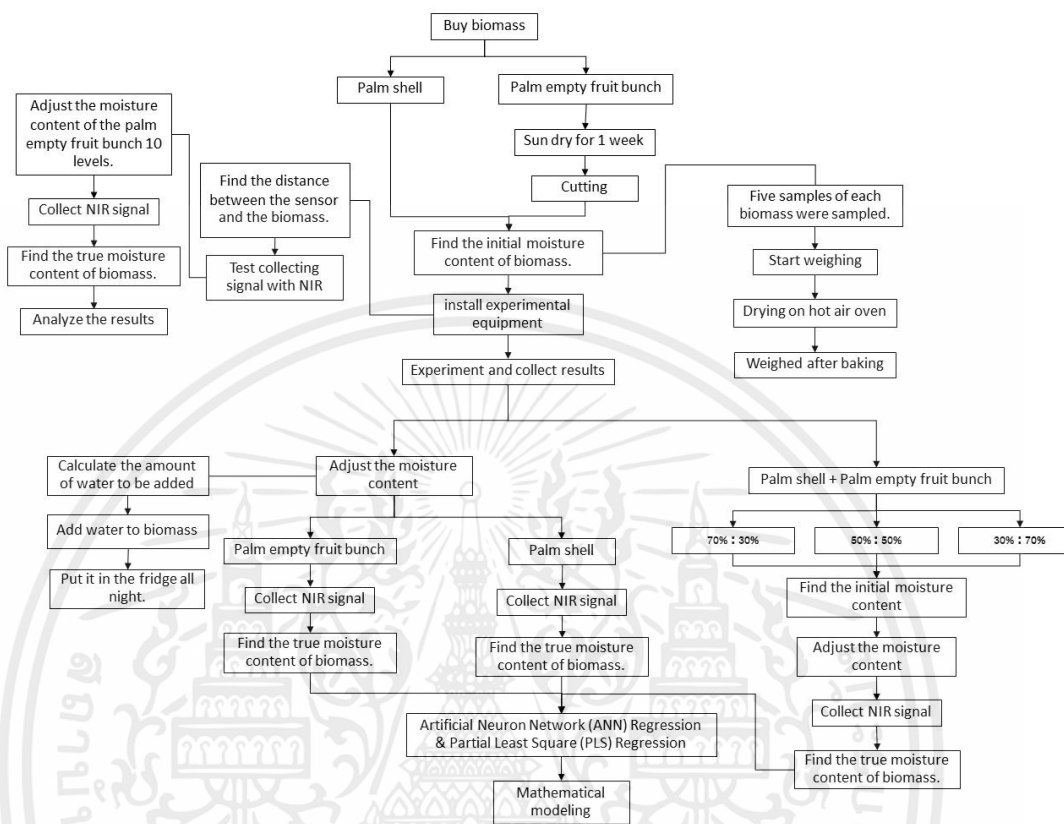 Buy biomass
Palm shell
Palm empty fruit bunch
Adjust the moisture
content of the palm
empty fruit bunch 10
levels.
Sun dry for 1 week
Find the distance
between the sensor
and the biomass.
Cutting
Five samples of each
biomass were sampled.
Collect NIR signal
Find the initial moisture
content of biomass.
Find the true moisture
content of biomass.
Test collecting
signal with NIR
Start weighing
install experimental
equipment
Drying on hot air oven
Analyze the results
Experiment and collect results
Weighed after baking
Calculate the amount
of water to be added
Adjust the moisture
content
Palm shell + Palm empty fruit bunch
Add water to biomass
Palm empty fruit bunch
Palm shell
70% : 30%
50% : 50%
30% : 70%
Put it in the fridge all
night.
Collect NIR signal
Collect NIR signal
Find the initial moisture
content
Find the true moisture
content of biomass.
Find the true moisture
content of biomass.
Adjust the moisture
content
Collect NIR signal
Artificial Neuron Network (ANN) Regression
& Partial Least Square (PLS) Regression
Find the true moisture
content of biomass.
Mathematical
modeling